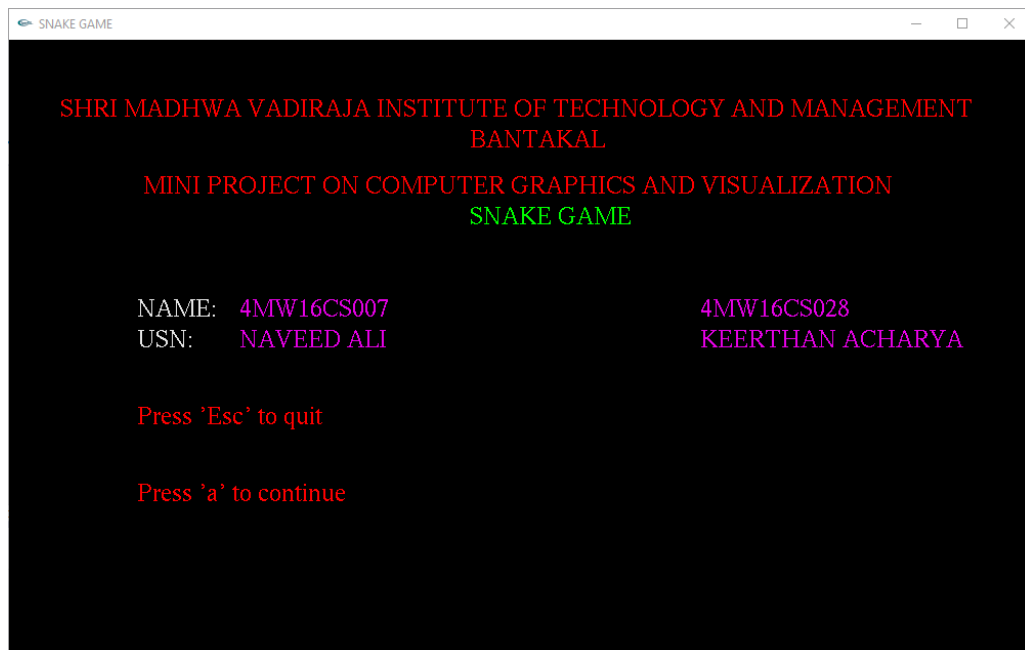 SNAKE GAME
SHRI MADHWA VADIRAJA INSTITUTE OF TECHNOLOGY AND MANAGEMENT
BANTAKAL
MINI PROJECT ON COMPUTER GRAPHICS AND VISUALIZATION
SNAKE GAME
NAME: 4MW16CS007 4MW16CS028
USN: NAVEED ALI KEERTHAN ACHARYA
Press ’Esc’ to quit
Press ’a’ to continue